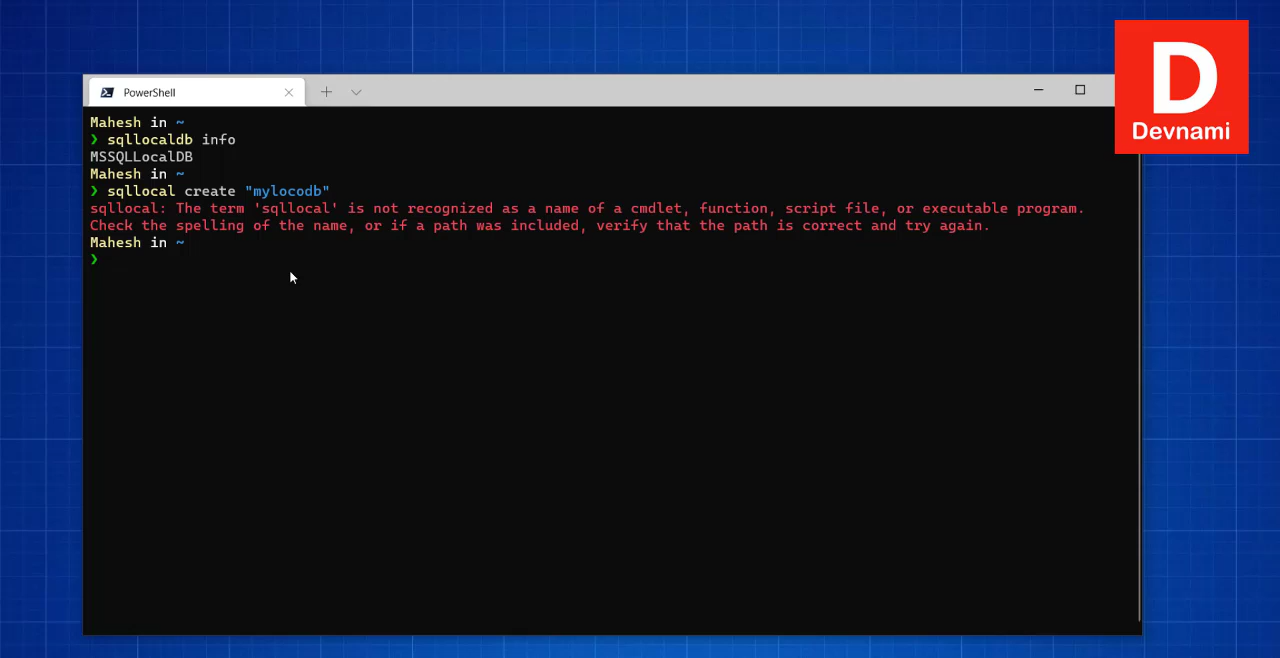 PowerShell
D
Devnami
Mahesh in ~
❯ sqllocaldb info
MSSQLLocalDB
Mahesh in ~
❯ sqllocal create "mylocodb"
sqllocal: The term 'sqllocal' is not recognized as a name of a cmdlet, function, script file, or executable program.
Check the spelling of the name, or if a path was included, verify that the path is correct and try again.
Mahesh in ~
❯